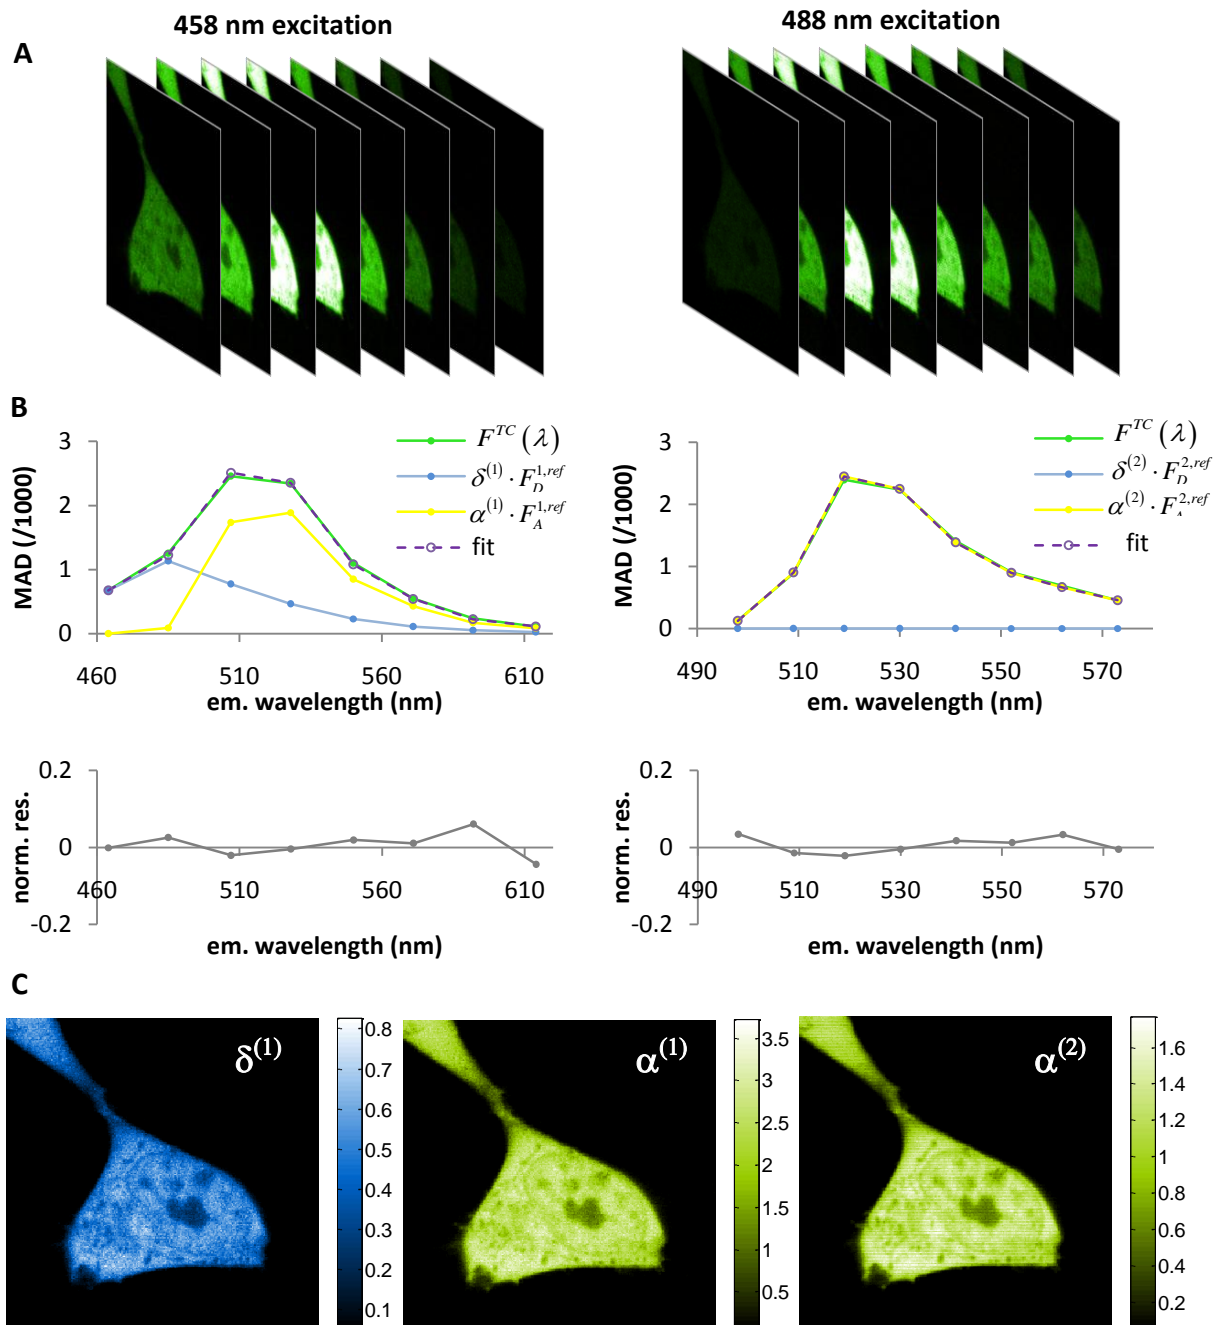 458 nm excitation
488 nm excitation
A
B
3
2
1
0
MAD (/1000)
460
510
560
610
em. wavelength (nm)
F^{TC}(λ)
δ^{(1)} · F_D^{1,ref}
α^{(1)} · F_A^{1,ref}
fit
3
2
1
0
MAD (/1000)
490
510
530
550
570
em. wavelength (nm)
F^{TC}(λ)
δ^{(2)} · F_D^{2,ref}
α^{(2)} · F_A^{2,ref}
fit
0.2
0
-0.2
norm. res.
460
510
560
610
em. wavelength (nm)
0.2
0
-0.2
norm. res.
490
510
530
550
570
em. wavelength (nm)
C
δ^{(1)}
0.8
0.7
0.6
0.5
0.4
0.3
0.2
0.1
α^{(1)}
3.5
3
2.5
2
1.5
1
0.5
α^{(2)}
1.6
1.4
1.2
1
0.8
0.6
0.4
0.2